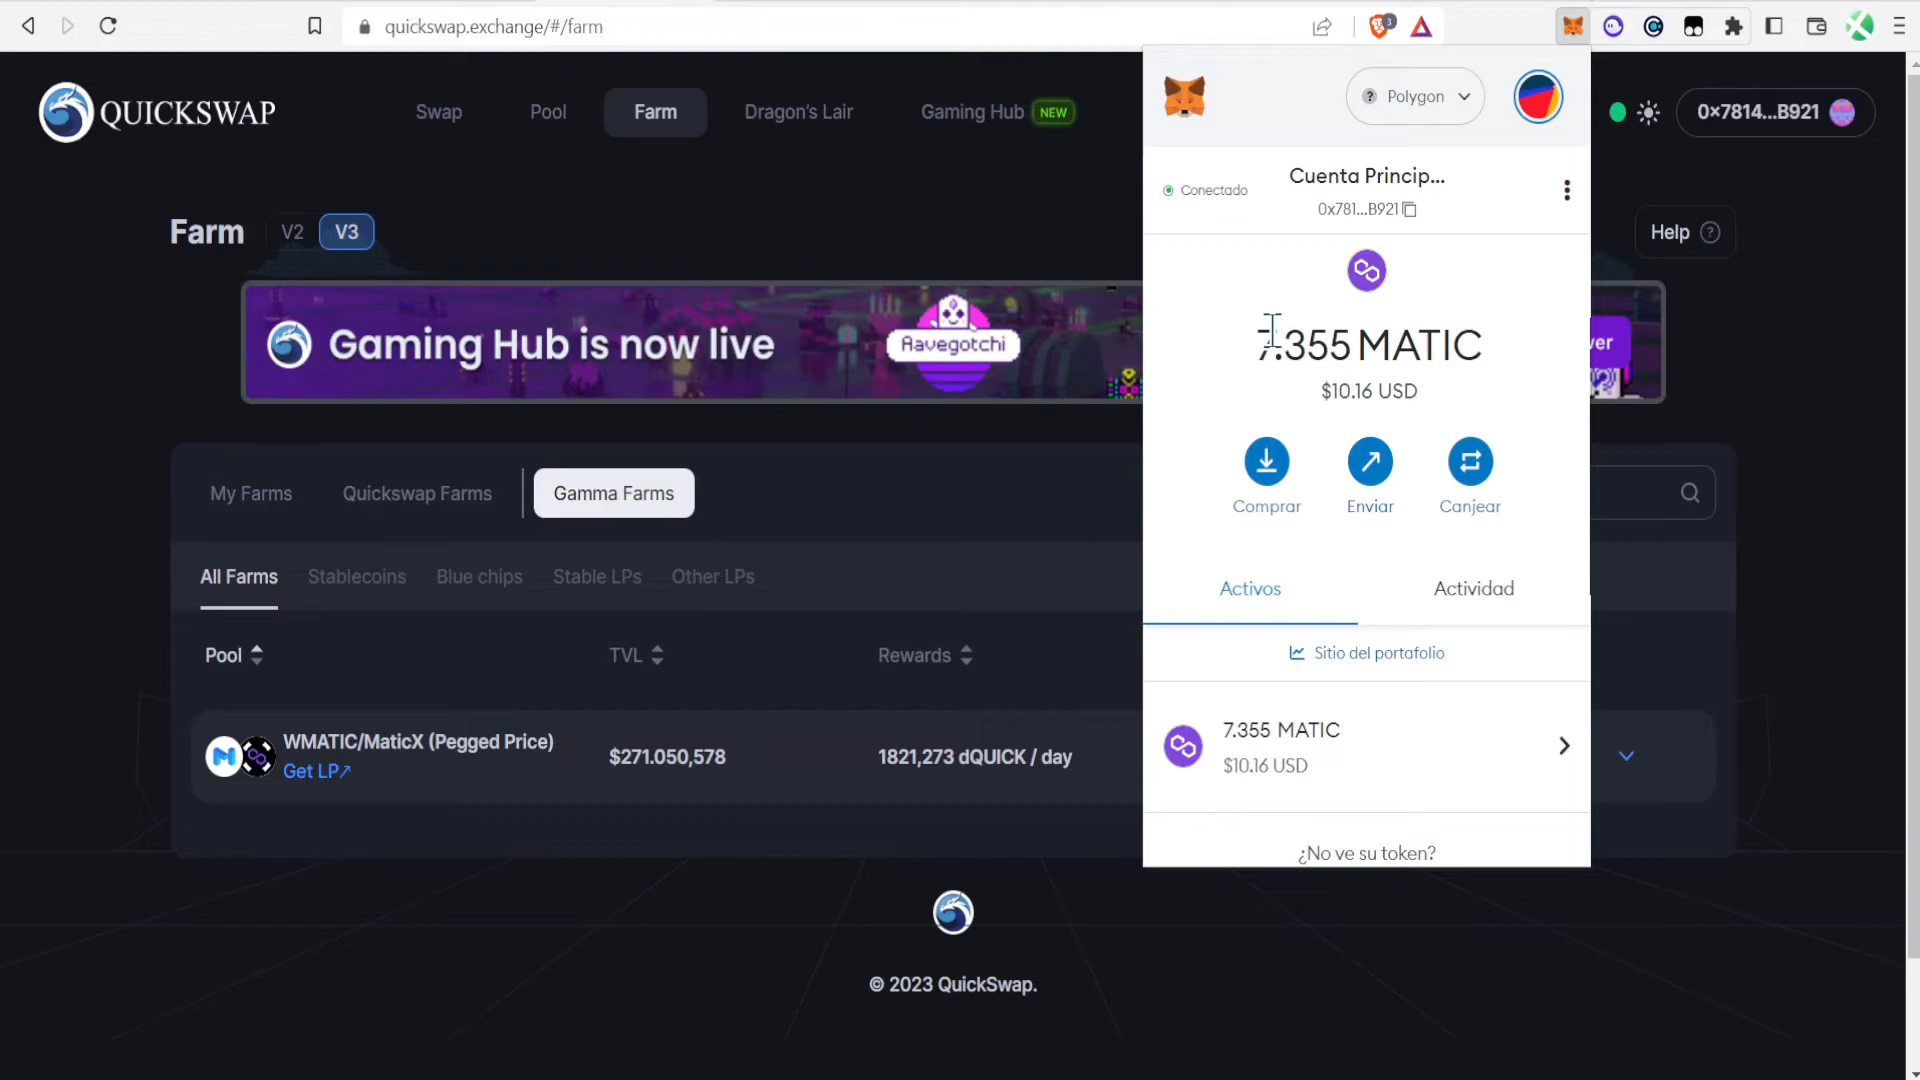 quickswap.exchange/#/farm
3
QUICKSWAP
Swap
Pool
Farm
Dragon's Lair
Gaming Hub NEW
0x7814...B921
Polygon
Conectado
Cuenta Princip...
0x781...B921
Farm
V2
V3
Help
Gaming Hub is now live
Aavegotchi
7.355 MATIC
$10.16 USD
Comprar
Enviar
Canjear
My Farms
Quickswap Farms
Gamma Farms
All Farms
Stablecoins
Blue chips
Stable LPs
Other LPs
Activos
Actividad
Sitio del portafolio
Pool
TVL
Rewards
WMATIC/MaticX (Pegged Price)
Get LP↗
$271.050,578
1821,273 dQUICK / day
7.355 MATIC
$10.16 USD
¿No ve su token?
© 2023 QuickSwap.